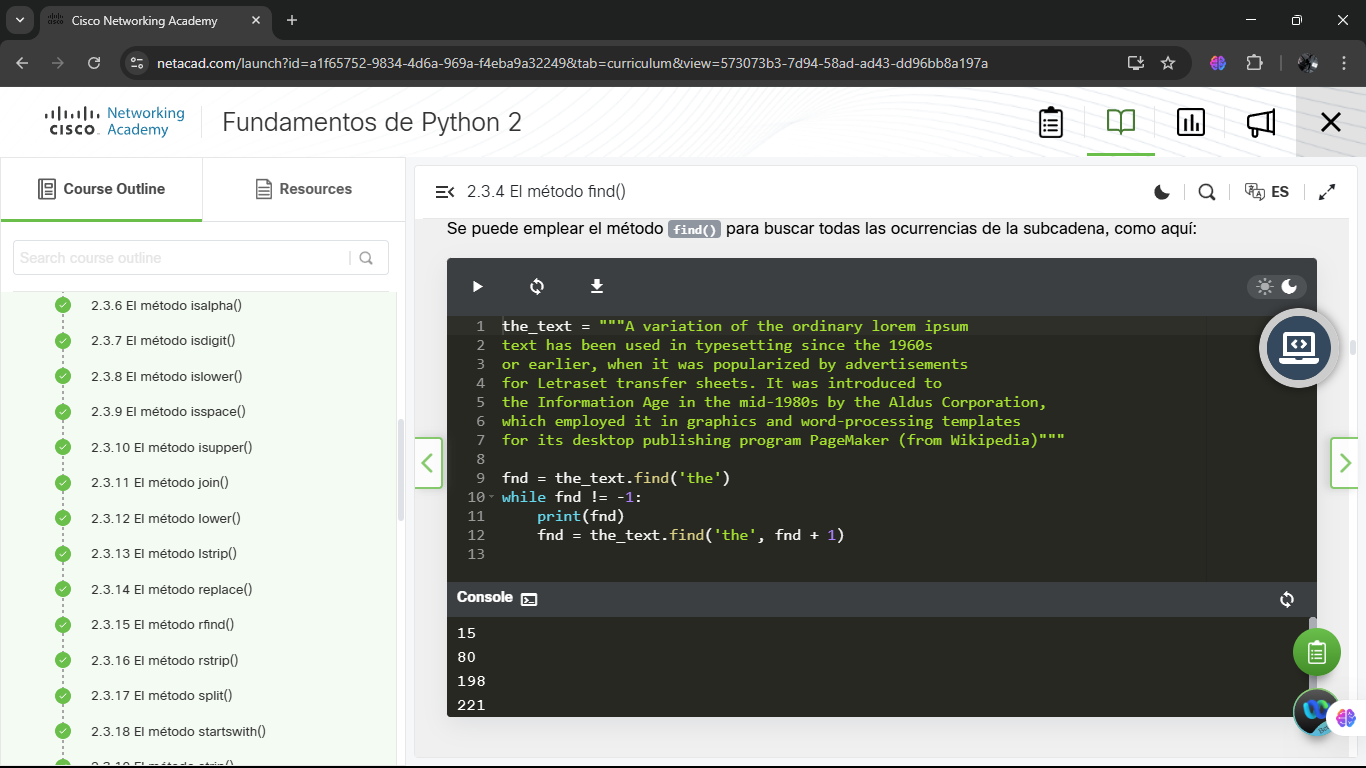 Cisco Networking Academy
netacad.com/launch?id=a1f65752-9834-4d6a-969a-f4eba9a32249&tab=curriculum&view=573073b3-7d94-58ad-ad43-dd96bb8a197a
CISCO Networking Academy
Fundamentos de Python 2
Course Outline
Resources
Search course outline
2.3.6 El método isalpha()
2.3.7 El método isdigit()
2.3.8 El método islower()
2.3.9 El método isspace()
2.3.10 El método isupper()
2.3.11 El método join()
2.3.12 El método lower()
2.3.13 El método lstrip()
2.3.14 El método replace()
2.3.15 El método rfind()
2.3.16 El método rstrip()
2.3.17 El método split()
2.3.18 El método startswith()
2.3.4 El método find()
ES
Se puede emplear el método find() para buscar todas las ocurrencias de la subcadena, como aquí:
1 the_text = """A variation of the ordinary lorem ipsum
2 text has been used in typesetting since the 1960s
3 or earlier, when it was popularized by advertisements
4 for Letraset transfer sheets. It was introduced to
5 the Information Age in the mid-1980s by the Aldus Corporation,
6 which employed it in graphics and word-processing templates
7 for its desktop publishing program PageMaker (from Wikipedia)"""
8
9 fnd = the_text.find('the')
10 while fnd != -1:
11     print(fnd)
12     fnd = the_text.find('the', fnd + 1)
13
Console
15
80
198
221